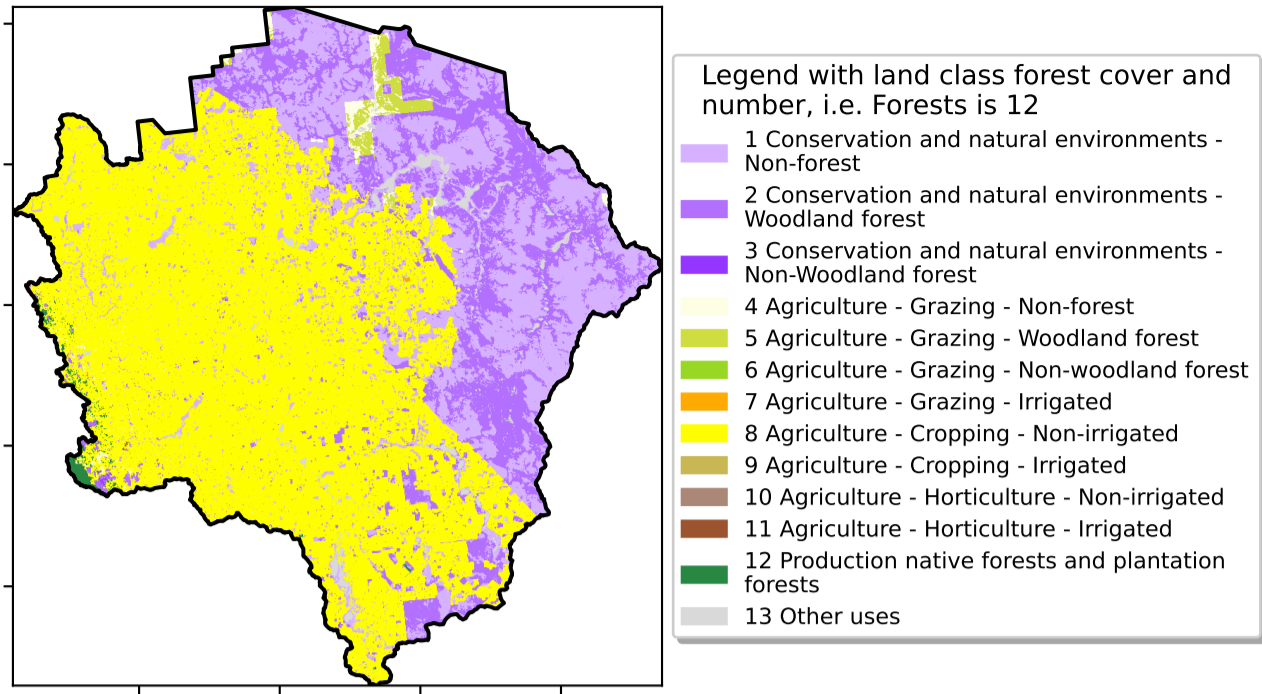 Legend with land class forest cover and
number, i.e. Forests is 12
1 Conservation and natural environments -
Non-forest
2 Conservation and natural environments -
Woodland forest
3 Conservation and natural environments -
Non-Woodland forest
4 Agriculture - Grazing - Non-forest
5 Agriculture - Grazing - Woodland forest
6 Agriculture - Grazing - Non-woodland forest
7 Agriculture - Grazing - Irrigated
8 Agriculture - Cropping - Non-irrigated
9 Agriculture - Cropping - Irrigated
10 Agriculture - Horticulture - Non-irrigated
11 Agriculture - Horticulture - Irrigated
12 Production native forests and plantation
forests
13 Other uses